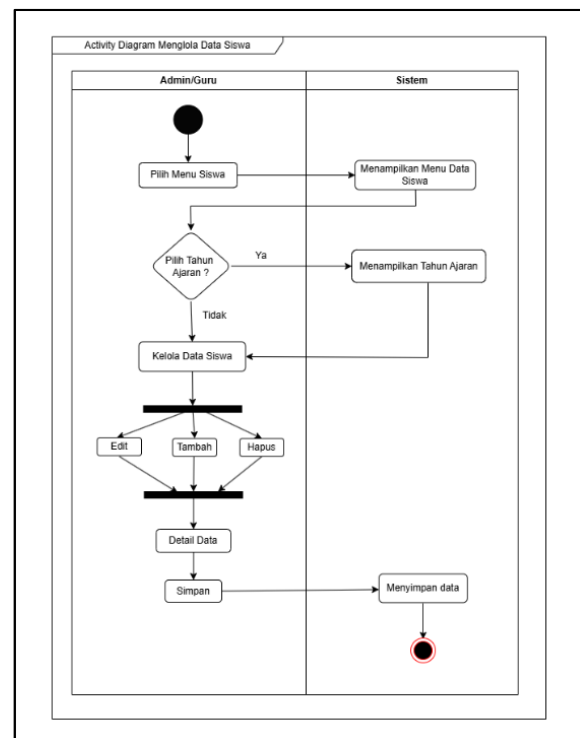 Activity Diagram Menglola Data Siswa
Admin/Guru
Sistem
Pilih Menu Siswa
Menampilkan Menu Data
Siswa
Pilih Tahun
Ajaran ?
Ya
Menampilkan Tahun Ajaran
Tidak
Kelola Data Siswa
Edit
Tambah
Hapus
Detail Data
Simpan
Menyimpan data